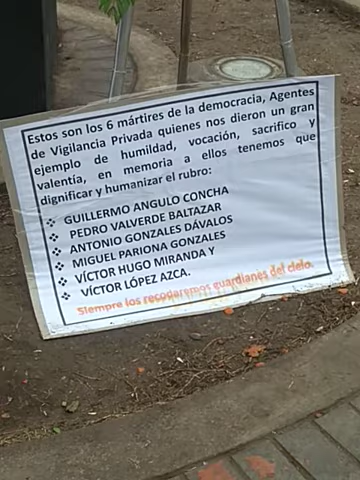 Estos son los 6 mártires de la democracia, Agentes
de Vigilancia Privada quienes nos dieron un gran
ejemplo de humildad, vocación, sacrifico y
valentía, en memoria a ellos tenemos que
dignificar y humanizar el rubro:
❖ GUILLERMO ANGULO CONCHA
❖ PEDRO VALVERDE BALTAZAR
❖ ANTONIO GONZALES DÁVALOS
❖ MIGUEL PARIONA GONZALES
❖ VÍCTOR HUGO MIRANDA Y
❖ VÍCTOR LÓPEZ AZCA.
Siempre los recodaremos guardianes del cielo.